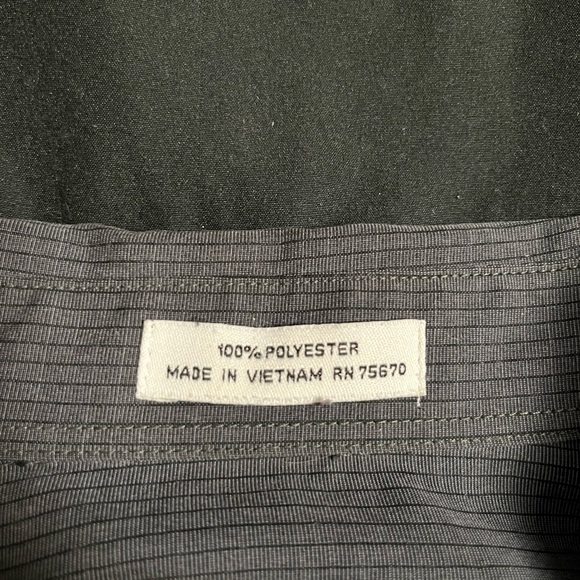 100% POLYESTER
MADE IN VIETNAM RN 75670